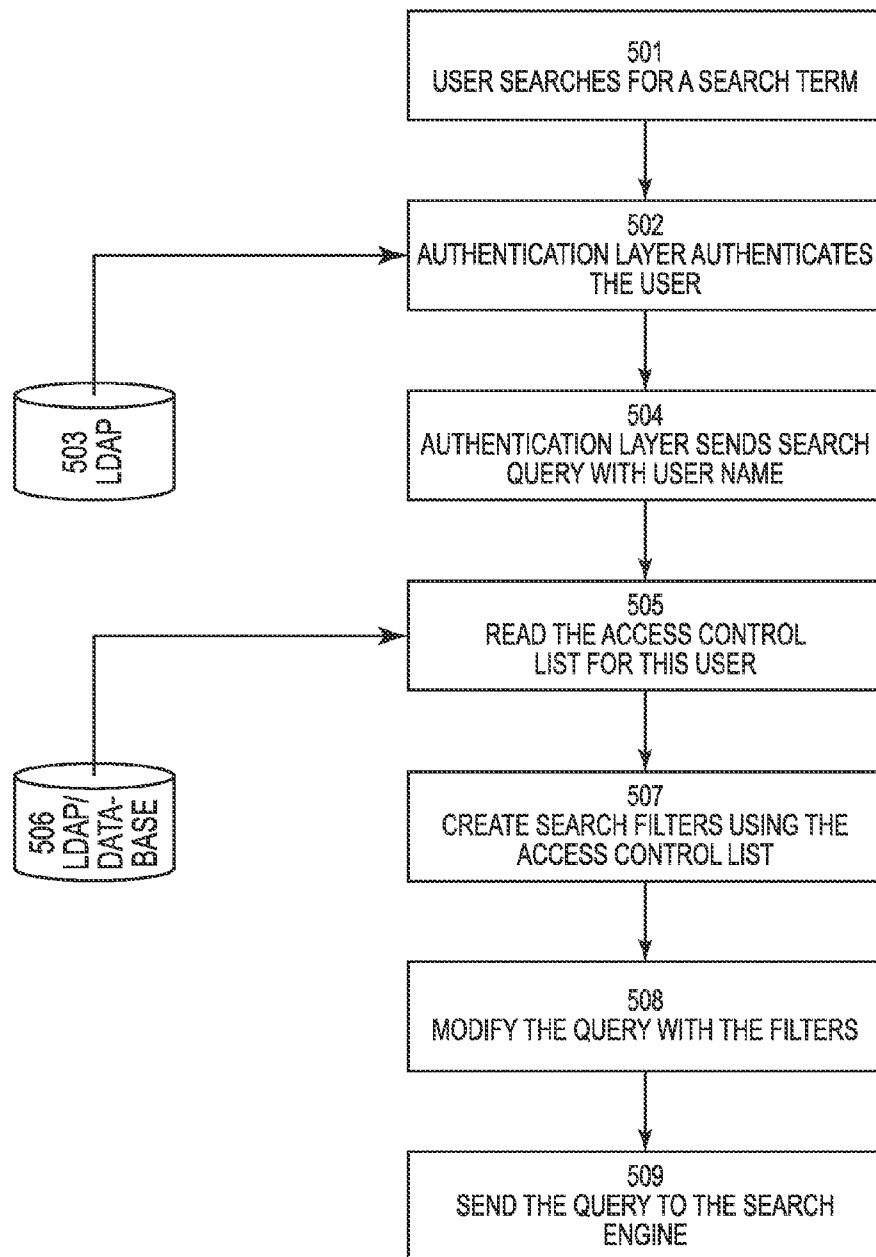 501
USER SEARCHES FOR A SEARCH TERM
502
AUTHENTICATION LAYER AUTHENTICATES
THE USER
503
LDAP
504
AUTHENTICATION LAYER SENDS SEARCH
QUERY WITH USER NAME
505
READ THE ACCESS CONTROL
LIST FOR THIS USER
506
LDAP/
DATA-
BASE
507
CREATE SEARCH FILTERS USING THE
ACCESS CONTROL LIST
508
MODIFY THE QUERY WITH THE FILTERS
509
SEND THE QUERY TO THE SEARCH
ENGINE